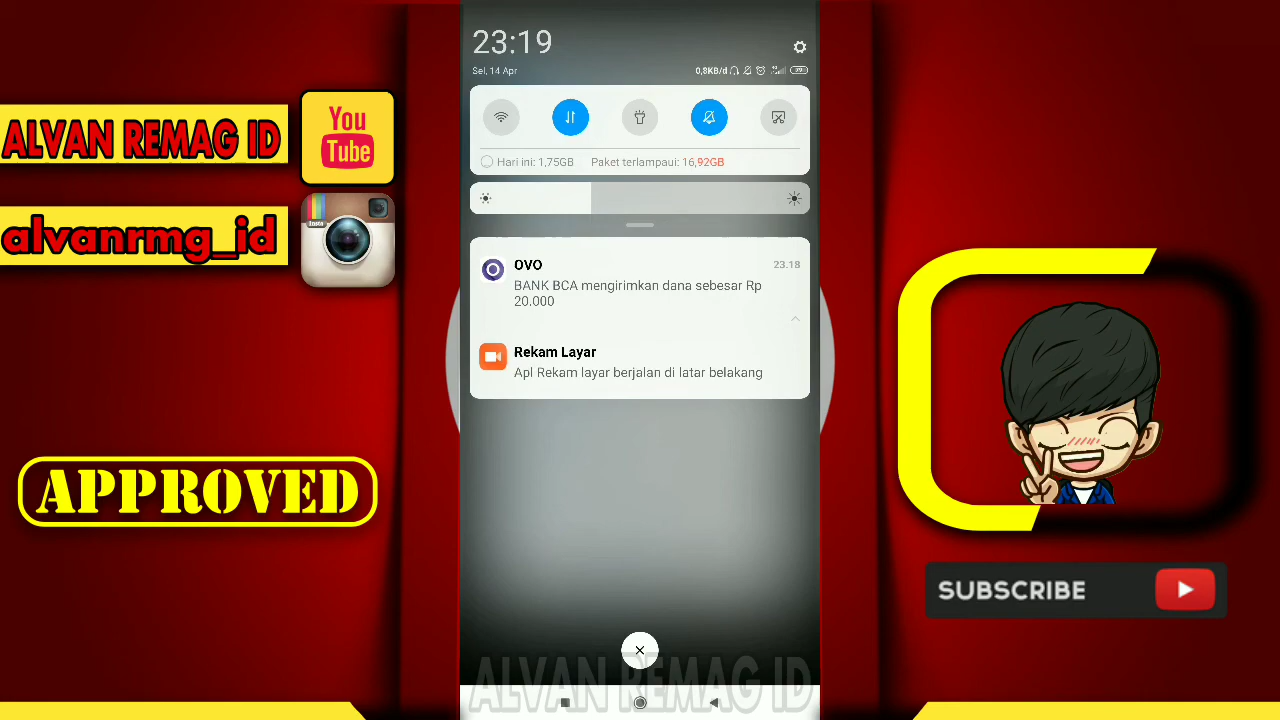 ALVAN REMAG ID
You
Tube
Insta
alvanrmg_id
APPROVED
23:19
Sel, 14 Apr
0,8KB/d
Hari ini: 1,75GB Paket terlampaui: 16,92GB
OVO
23.18
BANK BCA mengirimkan dana sebesar Rp
20.000
Rekam Layar
Apl Rekam layar berjalan di latar belakang
ALVAN REMAG ID
SUBSCRIBE